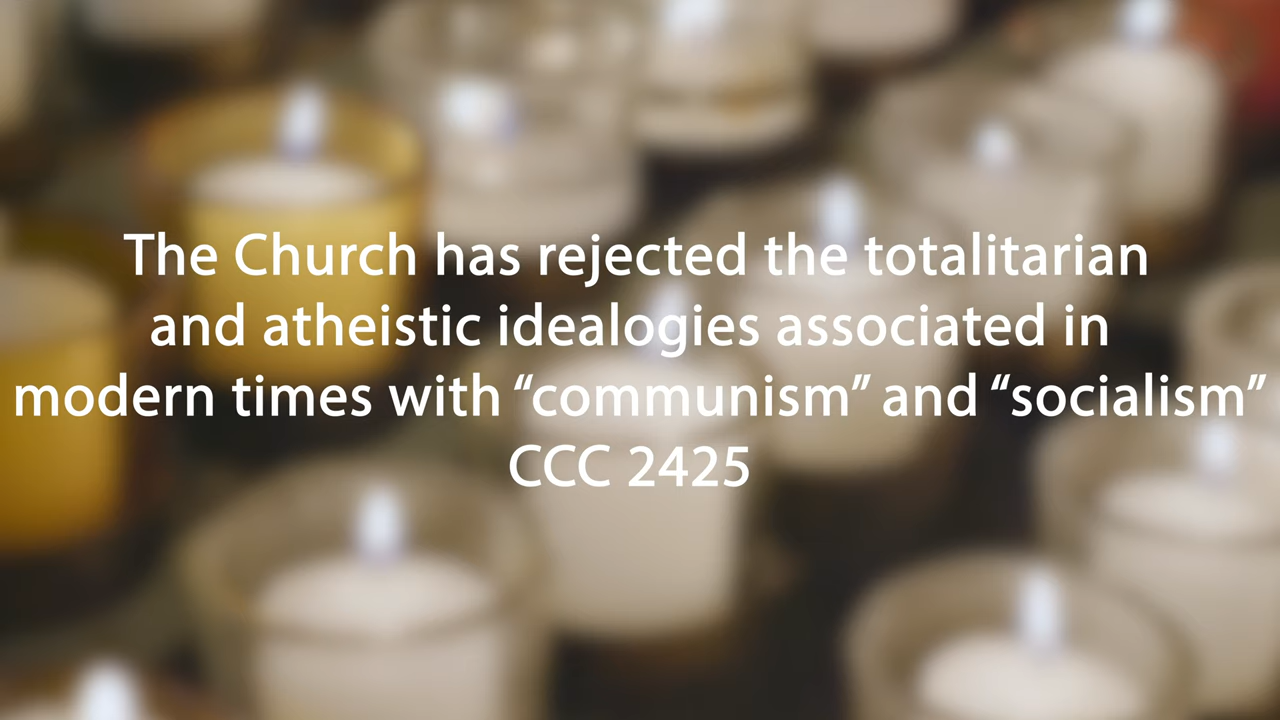 The Church has rejected the totalitarian
and atheistic idealogies associated in
modern times with “communism” and “socialism”
CCC 2425